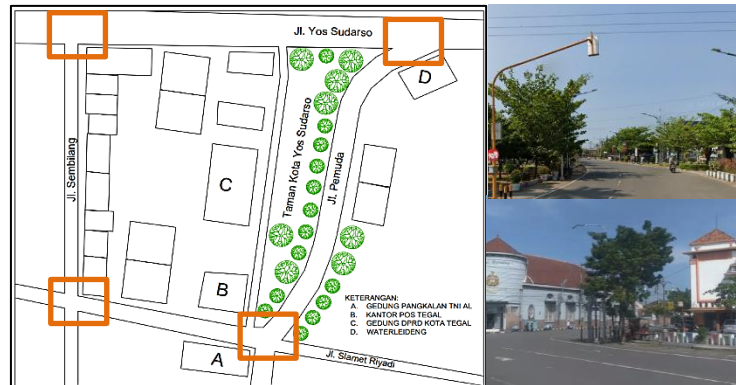 Jl. Yos Sudarso
D
Jl. Sembilang
Taman Kota Yos Sudarso
Jl. Pemuda
C
B
A
KETERANGAN:
A. GEDUNG PANGKALAN TNI AL
B. KANTOR POS TEGAL
C. GEDUNG DPRD KOTA TEGAL
D. WATERLEIDENG
Jl. Slamet Riyadi